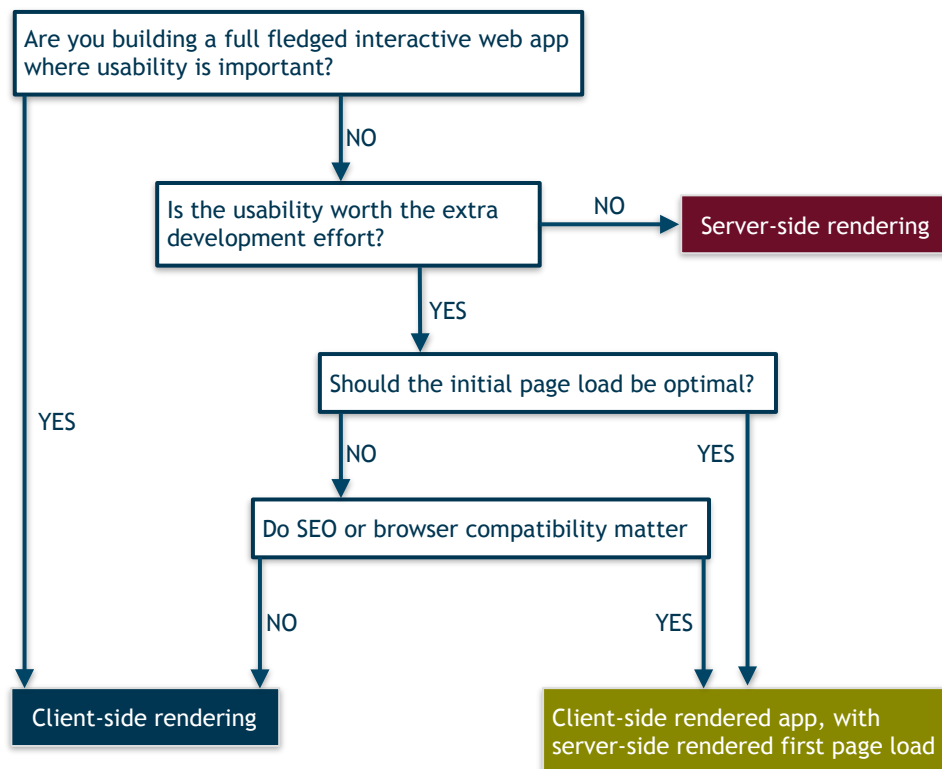 Are you building a full fledged interactive web app
where usability is important?
NO
Is the usability worth the extra
development effort?
NO
Server-side rendering
YES
Should the initial page load be optimal?
YES
NO
YES
Do SEO or browser compatibility matter
NO
YES
Client-side rendering
Client-side rendered app, with
server-side rendered first page load